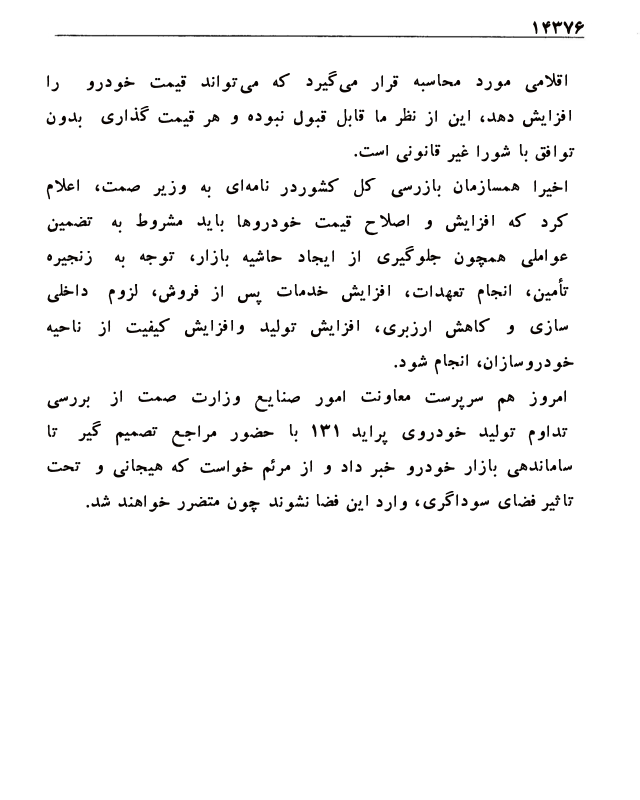 ۱۴۳۷۶
اقلامی مورد محاسبه قرار می‌گیرد که می‌تواند قیمت خودرو را
افزایش دهد، این از نظر ما قابل قبول نبوده و هر قیمت گذاری بدون
توافق با شورا غیر قانونی است.
اخیرا همسازمان بازرسی کل کشوردر نامه‌ای به وزیر صمت، اعلام
کرد که افزایش و اصلاح قیمت خودروها باید مشروط به تضمین
عواملی همچون جلوگیری از ایجاد حاشیه بازار، توجه به زنجیره
تأمین، انجام تعهدات، افزایش خدمات پس از فروش، لزوم داخلی
سازی و کاهش ارزبری، افزایش تولید وافزایش کیفیت از ناحیه
خودروسازان، انجام شود.
امروز هم سرپرست معاونت امور صنایع وزارت صمت از بررسی
تداوم تولید خودروی پراید ۱۳۱ با حضور مراجع تصمیم گیر تا
ساماندهی بازار خودرو خبر داد و از مرئم خواست که هیجانی و تحت
تاثیر فضای سوداگری، وارد این فضا نشوند چون متضرر خواهند شد.